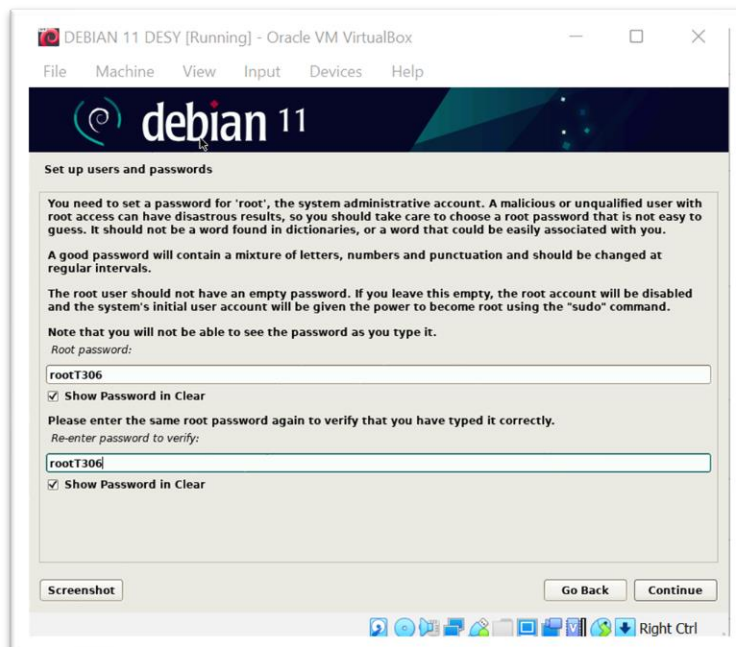 DEBIAN 11 DESY [Running] - Oracle VM VirtualBox
File Machine View Input Devices Help
debian 11
Set up users and passwords
You need to set a password for 'root', the system administrative account. A malicious or unqualified user with
root access can have disastrous results, so you should take care to choose a root password that is not easy to
guess. It should not be a word found in dictionaries, or a word that could be easily associated with you.
A good password will contain a mixture of letters, numbers and punctuation and should be changed at
regular intervals.
The root user should not have an empty password. If you leave this empty, the root account will be disabled
and the system's initial user account will be given the power to become root using the "sudo" command.
Note that you will not be able to see the password as you type it.
Root password:
rootT306
Show Password in Clear
Please enter the same root password again to verify that you have typed it correctly.
Re-enter password to verify:
rootT306
Show Password in Clear
Screenshot Go Back Continue
Right Ctrl